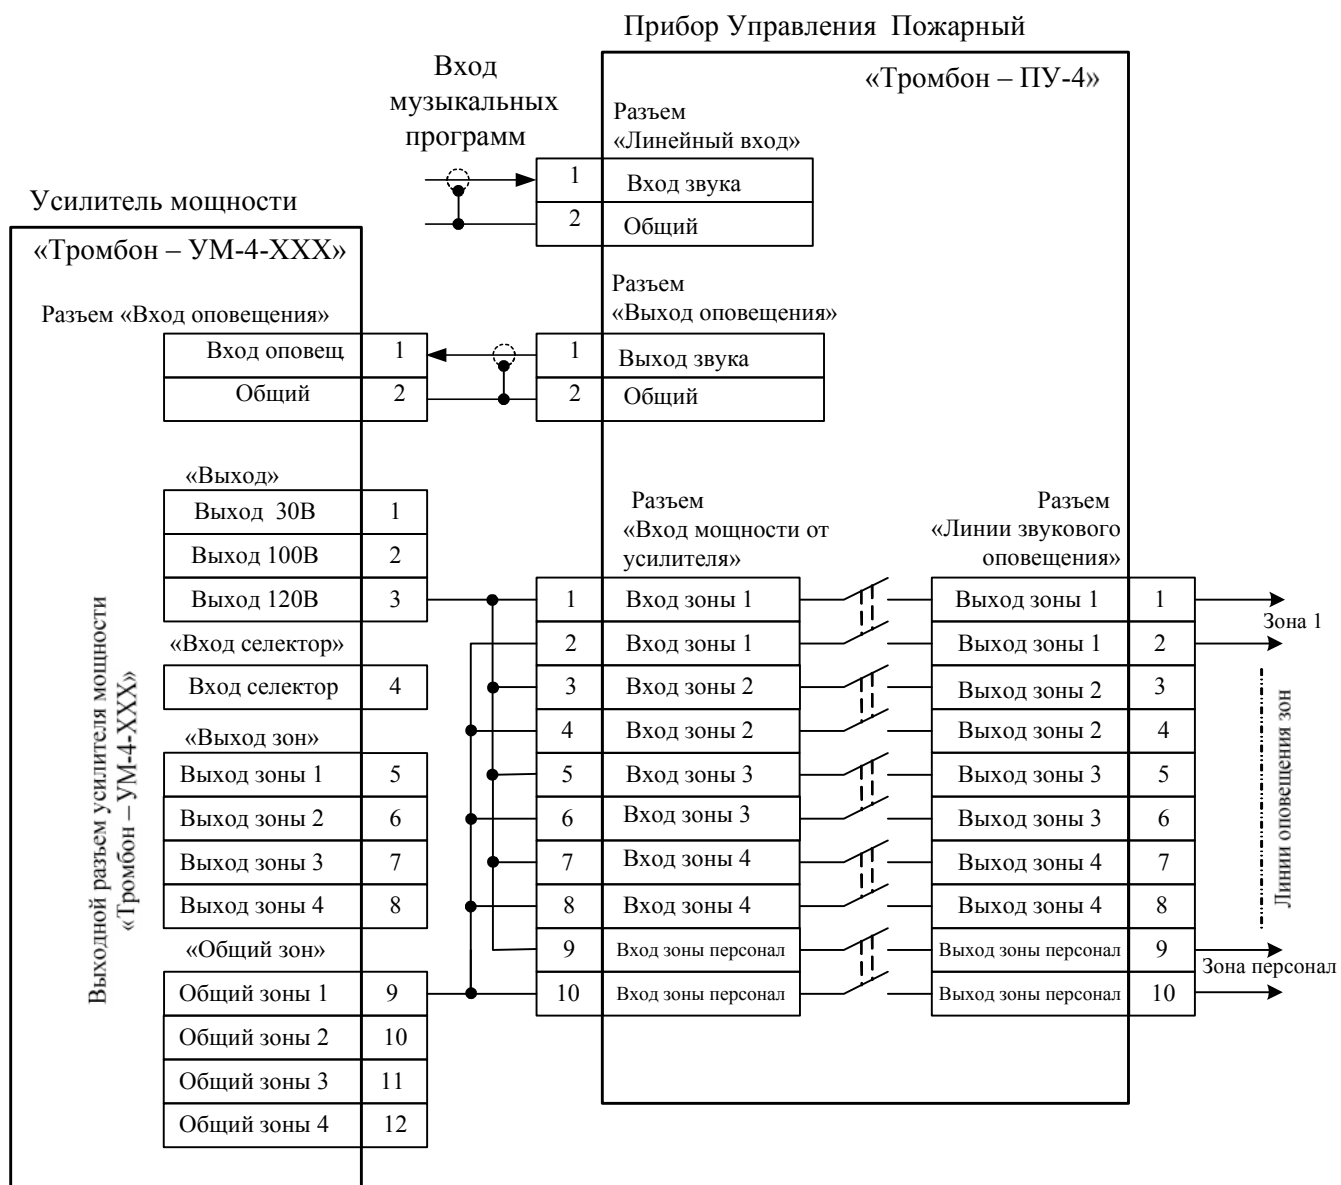 Прибор Управления Пожарный
«Тромбон – ПУ-4»
Вход
музыкальных
программ
Разъем
«Линейный вход»
1 Вход звука
2 Общий
Усилитель мощности
«Тромбон – УМ-4-ХХХ»
Разъем «Вход оповещения»
Вход оповещ 1
Общий 2
Разъем
«Выход оповещения»
1 Выход звука
2 Общий
«Выход»
Выход 30В 1
Выход 100В 2
Выход 120В 3
«Вход селектор»
Вход селектор 4
«Выход зон»
Выход зоны 1 5
Выход зоны 2 6
Выход зоны 3 7
Выход зоны 4 8
«Общий зон»
Общий зоны 1 9
Общий зоны 2 10
Общий зоны 3 11
Общий зоны 4 12
Выходной разъем усилителя мощности
«Тромбон – УМ-4-ХХХ»
Разъем
«Вход мощности от
усилителя»
1 Вход зоны 1
2 Вход зоны 1
3 Вход зоны 2
4 Вход зоны 2
5 Вход зоны 3
6 Вход зоны 3
7 Вход зоны 4
8 Вход зоны 4
9 Вход зоны персонал
10 Вход зоны персонал
Разъем
«Линии звукового
оповещения»
Выход зоны 1 1
Выход зоны 1 2
Выход зоны 2 3
Выход зоны 2 4
Выход зоны 3 5
Выход зоны 3 6
Выход зоны 4 7
Выход зоны 4 8
Выход зоны персонал 9
Выход зоны персонал 10
Зона 1
Линии оповещения зон
Зона персонал